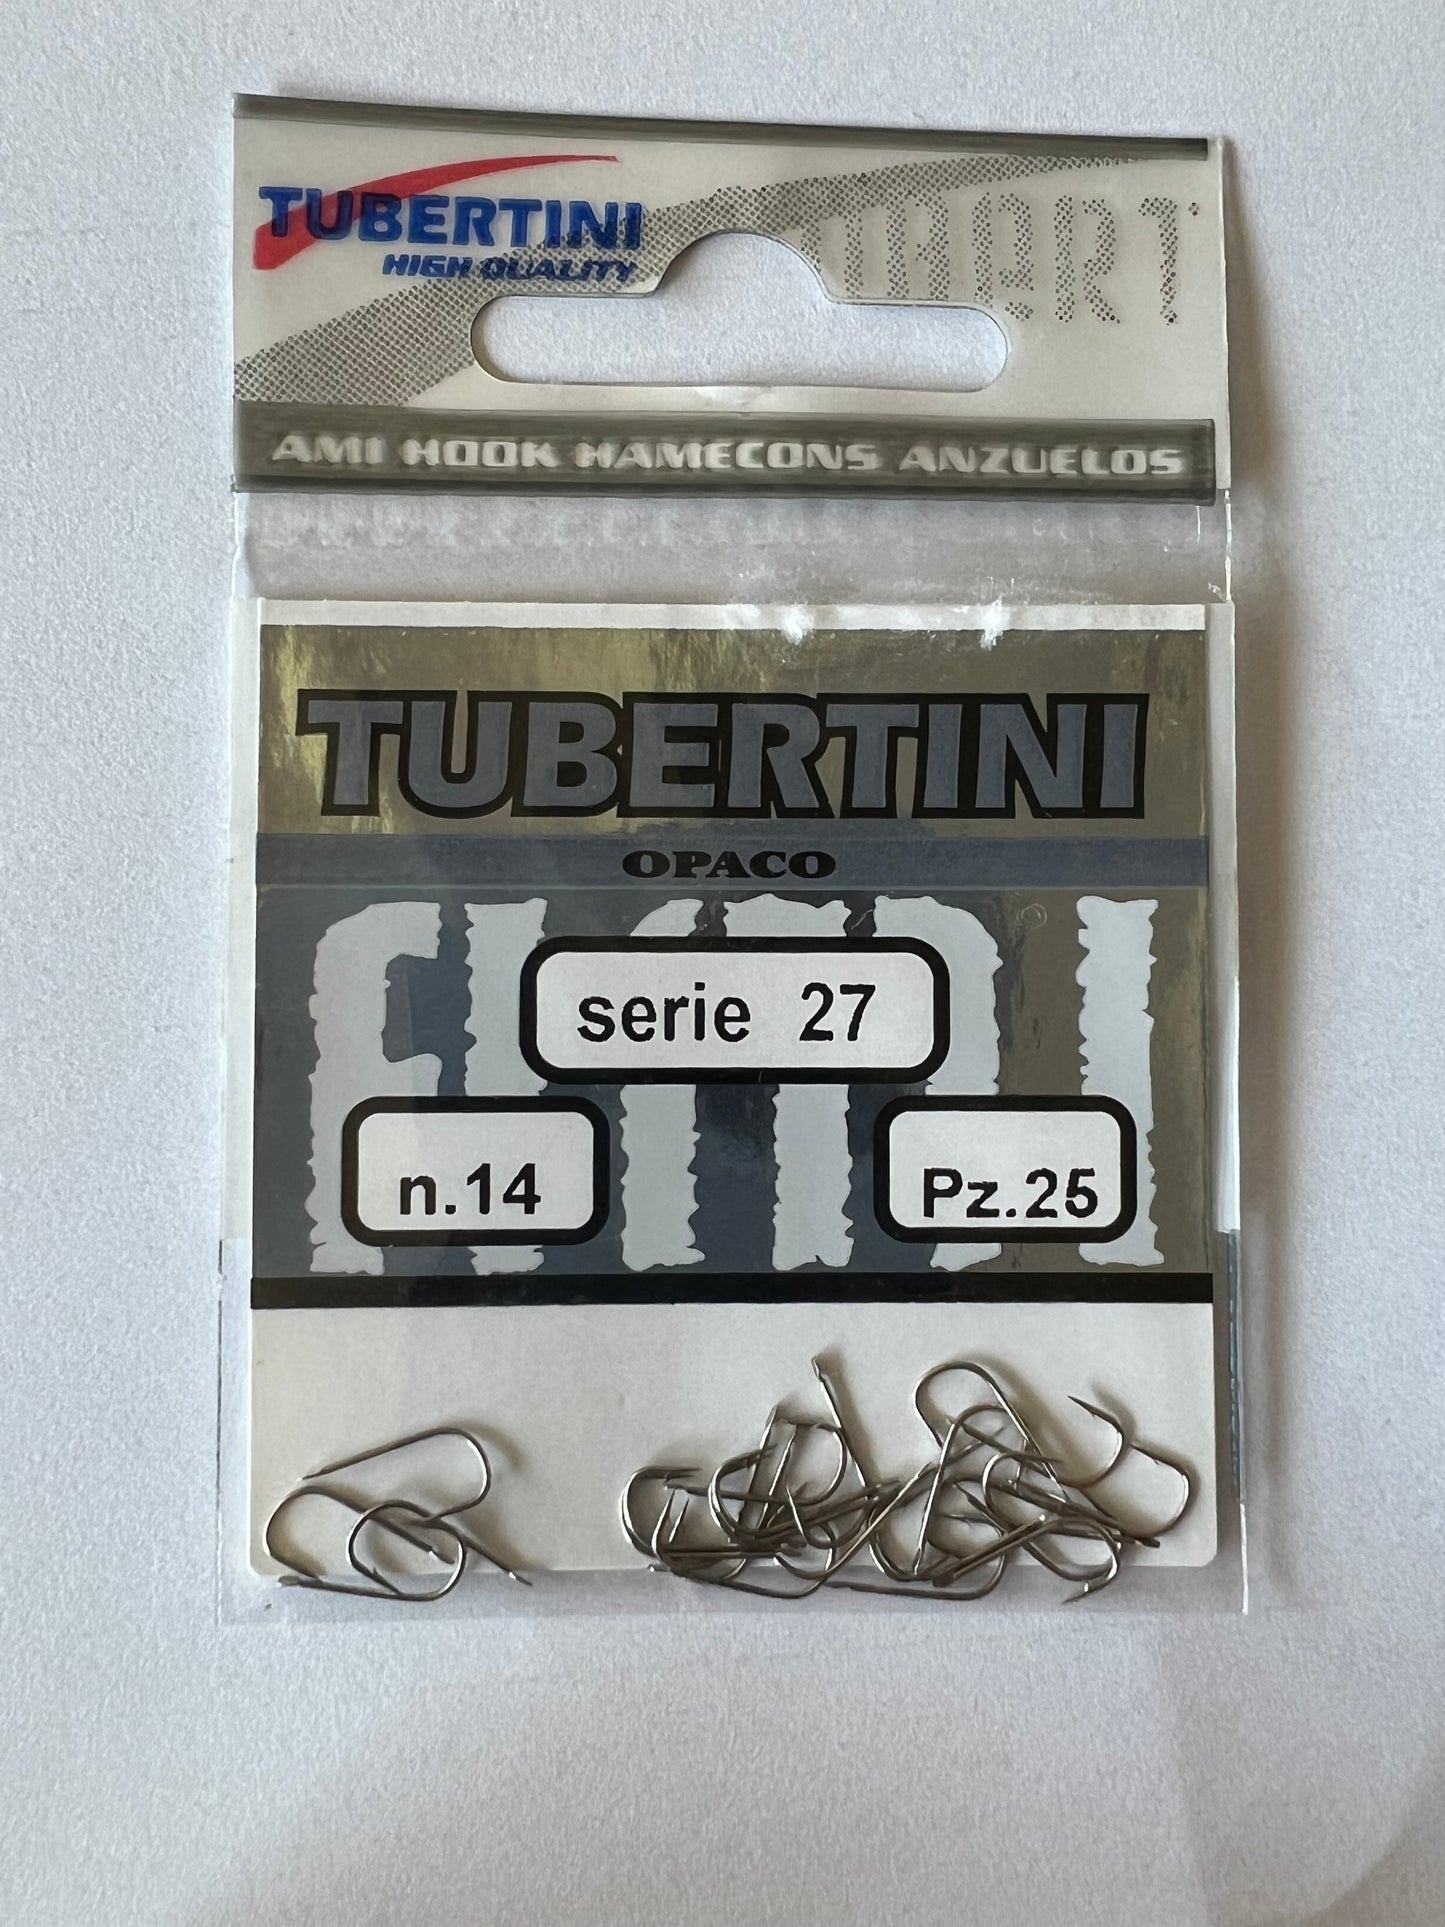 TUBERTINI
HIGH QUALITY
AMI HOOK HAMECONS ANZUELOS
TUBERTINI
OPACO
serie 27
n.14
Pz.25